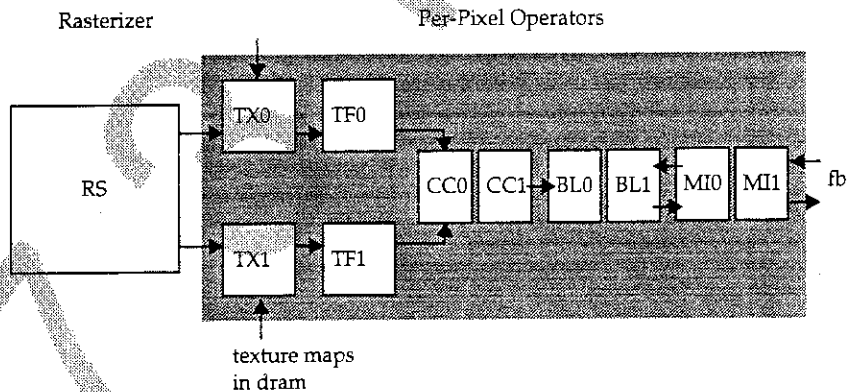 Rasterizer
Per-Pixel Operators
TX0
TF0
RS
CC0
CC1
BL0
BL1
MI0
MI1
fb
TX1
TF1
texture maps
in dram